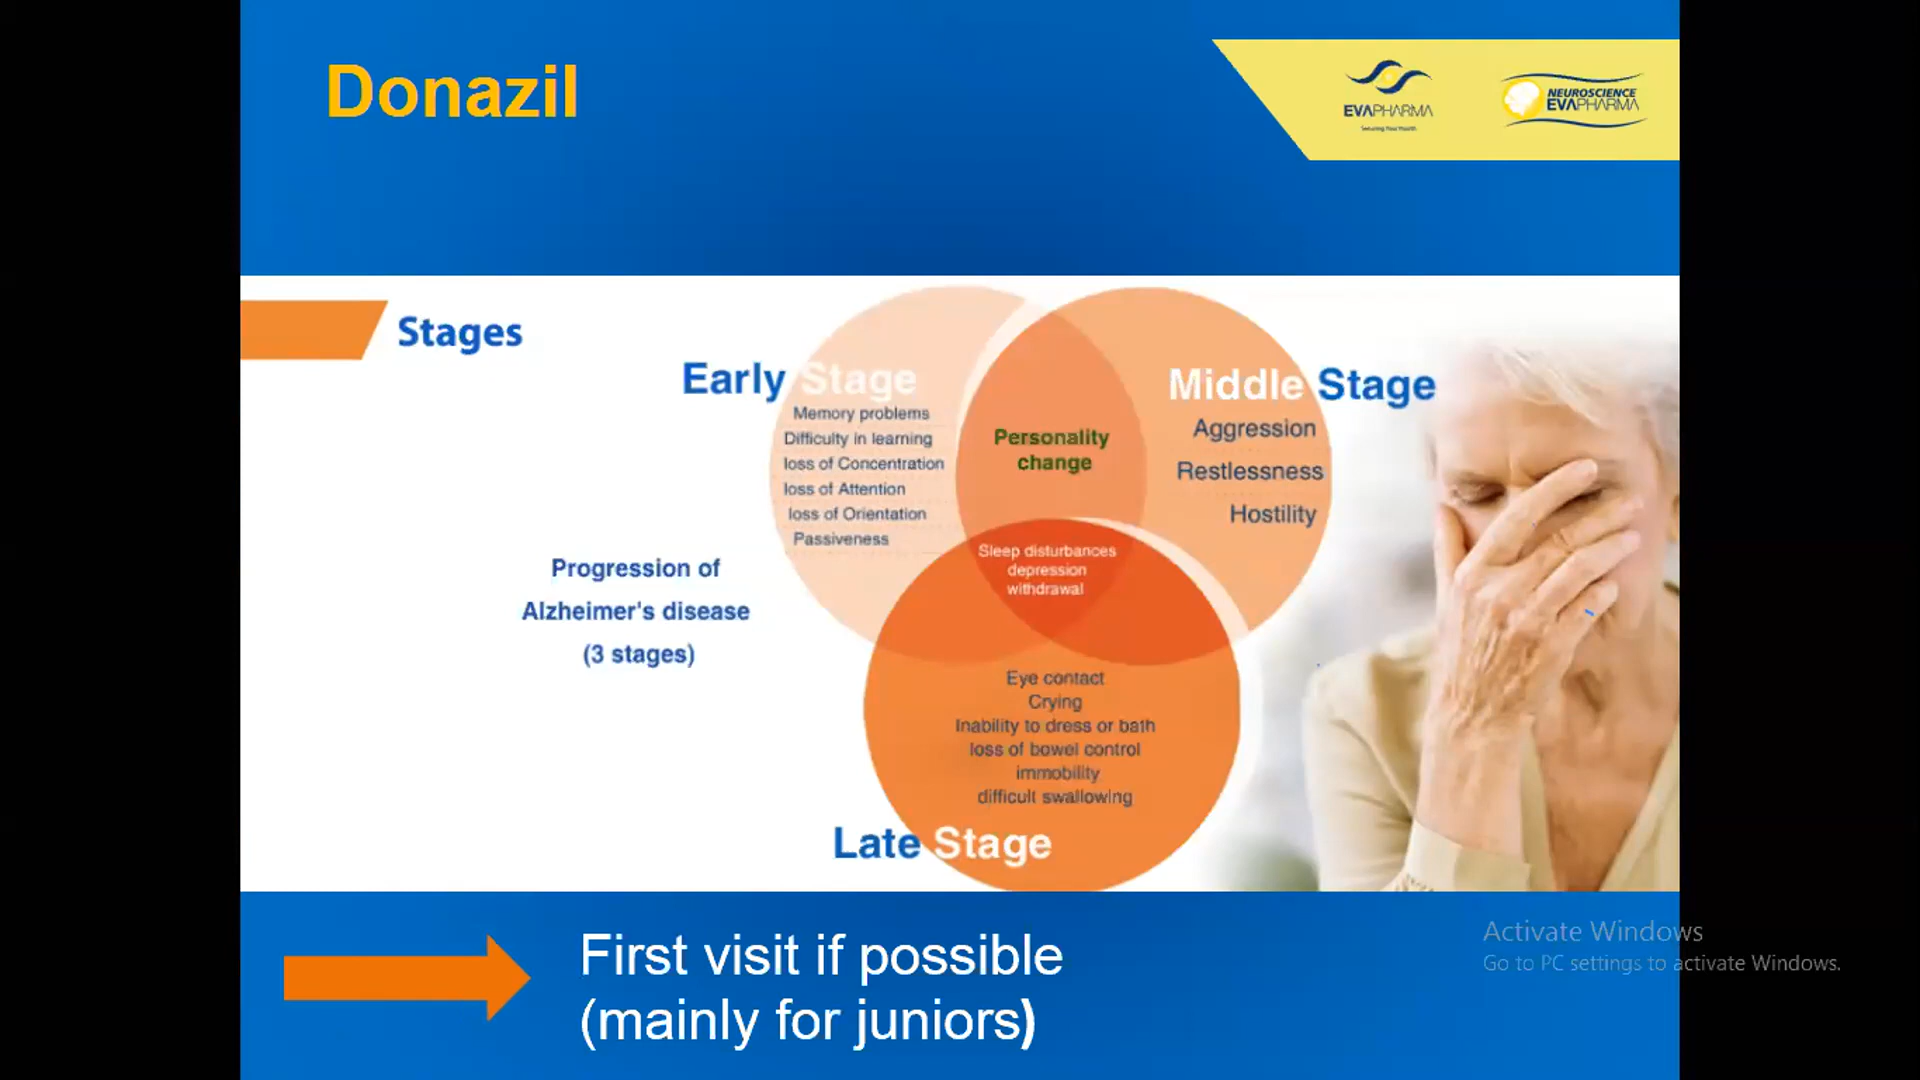 Donazil
EVAPHARMA
Securing Your Health
NEUROSCIENCE
EVAPHARMA
Stages
Early Stage
Memory problems
Difficulty in learning
loss of Concentration
loss of Attention
loss of Orientation
Passiveness
Personality
change
Middle Stage
Aggression
Restlessness
Hostility
Sleep disturbances
depression
withdrawal
Progression of
Alzheimer's disease
(3 stages)
Eye contact
Crying
Inability to dress or bath
loss of bowel control
immobility
difficult swallowing
Late Stage
First visit if possible
(mainly for juniors)
Activate Windows
Go to PC settings to activate Windows.